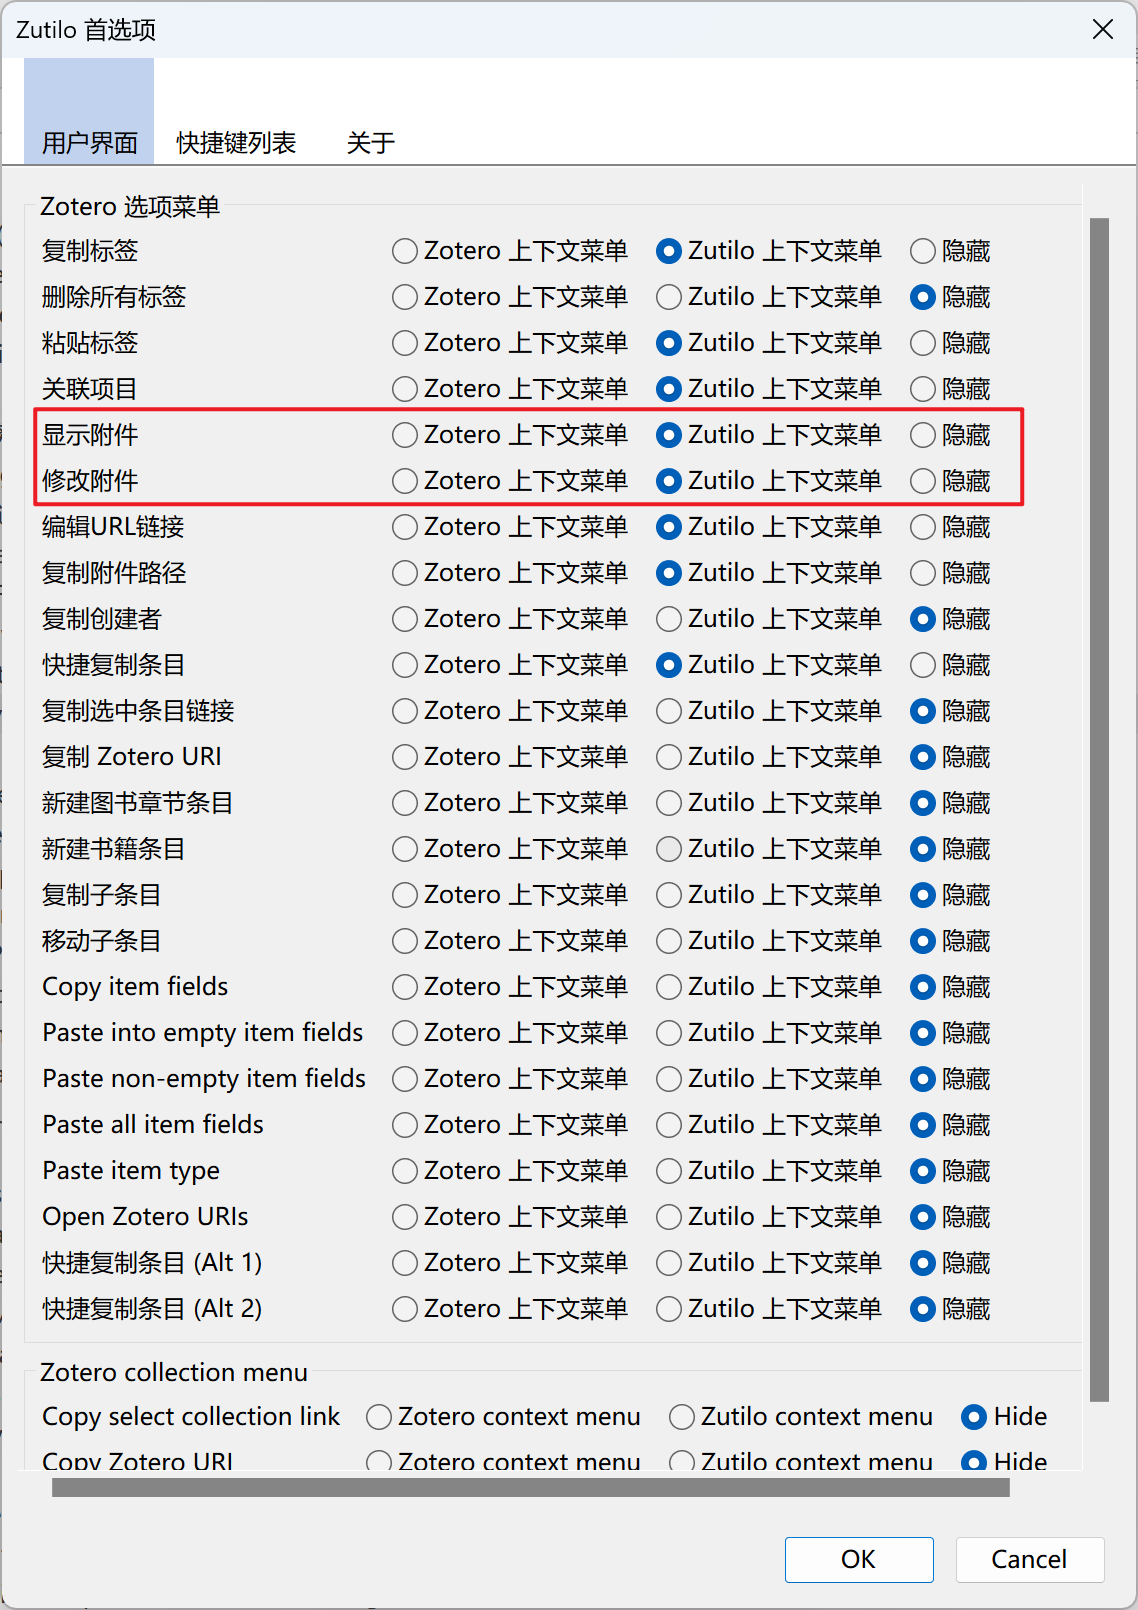 Zutilo 首选项
用户界面 快捷键列表 关于
Zotero 选项菜单
复制标签 Zotero 上下文菜单 Zutilo 上下文菜单 隐藏
删除所有标签 Zotero 上下文菜单 Zutilo 上下文菜单 隐藏
粘贴标签 Zotero 上下文菜单 Zutilo 上下文菜单 隐藏
关联项目 Zotero 上下文菜单 Zutilo 上下文菜单 隐藏
显示附件 Zotero 上下文菜单 Zutilo 上下文菜单 隐藏
修改附件 Zotero 上下文菜单 Zutilo 上下文菜单 隐藏
编辑URL链接 Zotero 上下文菜单 Zutilo 上下文菜单 隐藏
复制附件路径 Zotero 上下文菜单 Zutilo 上下文菜单 隐藏
复制创建者 Zotero 上下文菜单 Zutilo 上下文菜单 隐藏
快捷复制条目 Zotero 上下文菜单 Zutilo 上下文菜单 隐藏
复制选中条目链接 Zotero 上下文菜单 Zutilo 上下文菜单 隐藏
复制 Zotero URI Zotero 上下文菜单 Zutilo 上下文菜单 隐藏
新建图书章节条目 Zotero 上下文菜单 Zutilo 上下文菜单 隐藏
新建书籍条目 Zotero 上下文菜单 Zutilo 上下文菜单 隐藏
复制子条目 Zotero 上下文菜单 Zutilo 上下文菜单 隐藏
移动子条目 Zotero 上下文菜单 Zutilo 上下文菜单 隐藏
Copy item fields Zotero 上下文菜单 Zutilo 上下文菜单 隐藏
Paste into empty item fields Zotero 上下文菜单 Zutilo 上下文菜单 隐藏
Paste non-empty item fields Zotero 上下文菜单 Zutilo 上下文菜单 隐藏
Paste all item fields Zotero 上下文菜单 Zutilo 上下文菜单 隐藏
Paste item type Zotero 上下文菜单 Zutilo 上下文菜单 隐藏
Open Zotero URIs Zotero 上下文菜单 Zutilo 上下文菜单 隐藏
快捷复制条目 (Alt 1) Zotero 上下文菜单 Zutilo 上下文菜单 隐藏
快捷复制条目 (Alt 2) Zotero 上下文菜单 Zutilo 上下文菜单 隐藏
Zotero collection menu
Copy select collection link Zotero context menu Zutilo context menu Hide
Copy Zotero URI Zotero context menu Zutilo context menu Hide
OK Cancel